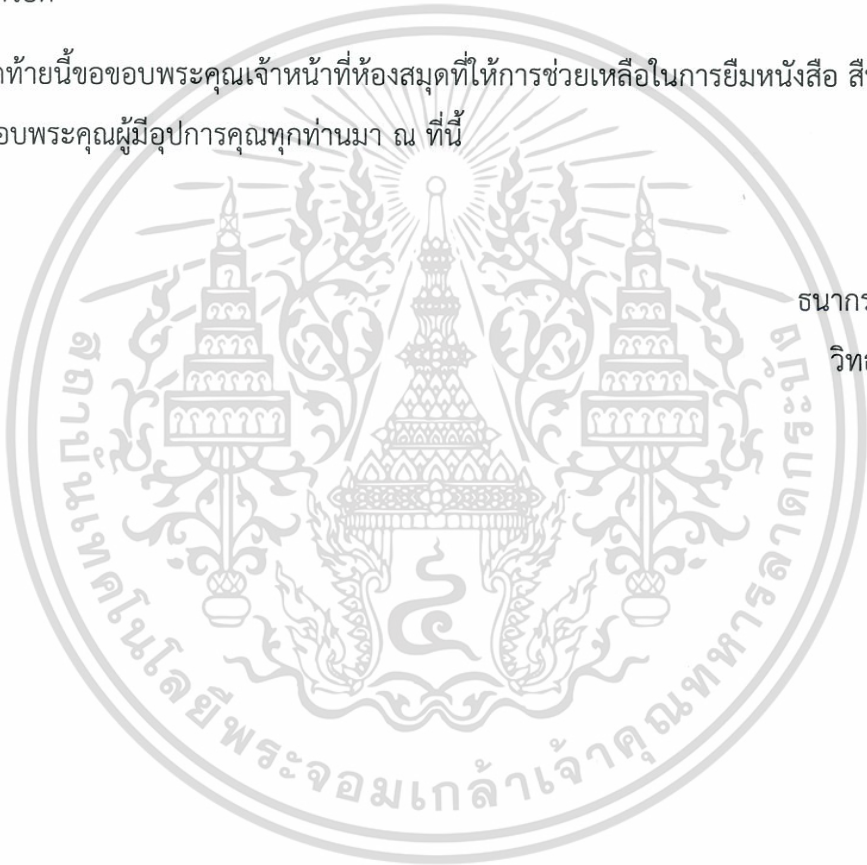 ท้ายนี้ขอขอบพระคุณเจ้าหน้าที่ห้องสมุดที่ให้การช่วยเหลือในการยืมหนังสือ
อบพระคุณผู้มีอุปการคุณทุกท่านมา ณ ที่นี้
ธนากร
สถาบันเทคโนโลยีพระจอมเกล้าเจ้าคุณทหารลาดกระบัง